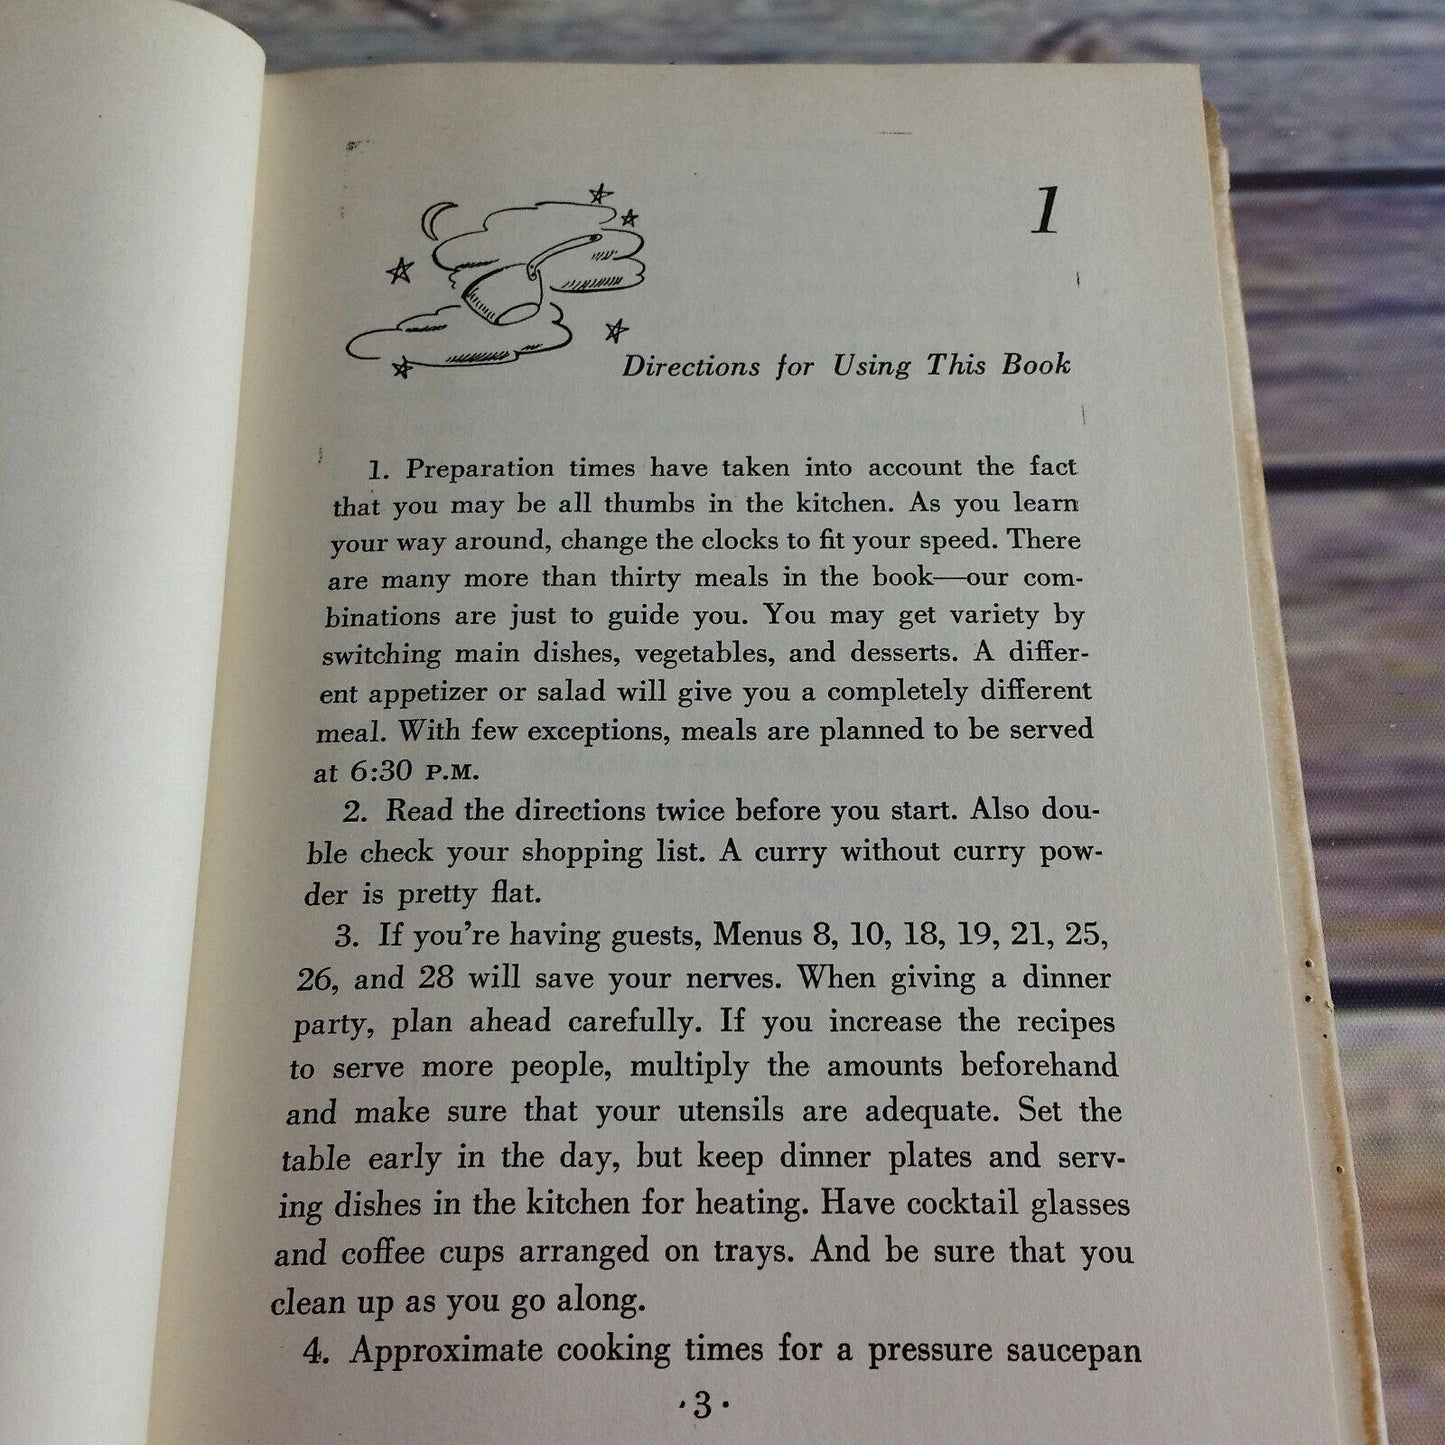 1
Directions for Using This Book
1. Preparation times have taken into account the fact
that you may be all thumbs in the kitchen. As you learn
your way around, change the clocks to fit your speed. There
are many more than thirty meals in the book—our com-
binations are just to guide you. You may get variety by
switching main dishes, vegetables, and desserts. A differ-
ent appetizer or salad will give you a completely different
meal. With few exceptions, meals are planned to be served
at 6:30 P.M.
2. Read the directions twice before you start. Also dou-
ble check your shopping list. A curry without curry pow-
der is pretty flat.
3. If you're having guests, Menus 8, 10, 18, 19, 21, 25,
26, and 28 will save your nerves. When giving a dinner
party, plan ahead carefully. If you increase the recipes
to serve more people, multiply the amounts beforehand
and make sure that your utensils are adequate. Set the
table early in the day, but keep dinner plates and serv-
ing dishes in the kitchen for heating. Have cocktail glasses
and coffee cups arranged on trays. And be sure that you
clean up as you go along.
4. Approximate cooking times for a pressure saucepan
·3·